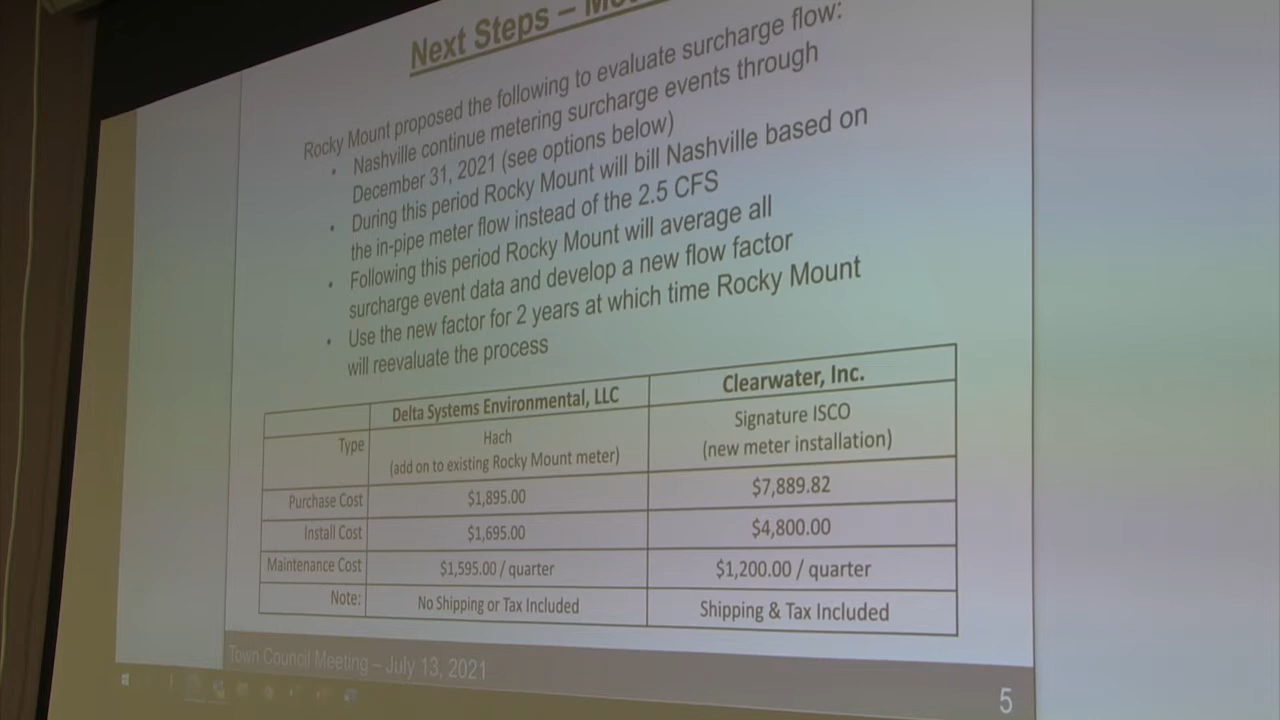 Next Steps –
Rocky Mount proposed the following to evaluate surcharge flow:
• Nashville continue metering surcharge events through
December 31, 2021 (see options below)
• During this period Rocky Mount will bill Nashville based on
the in-pipe meter flow instead of the 2.5 CFS
• Following this period Rocky Mount will average all
surcharge event data and develop a new flow factor
• Use the new factor for 2 years at which time Rocky Mount
will reevaluate the process
Delta Systems Environmental, LLC Clearwater, Inc.
Type Hach Signature ISCO
(add on to existing Rocky Mount meter) (new meter installation)
Purchase Cost $1,895.00 $7,889.82
Install Cost $1,695.00 $4,800.00
Maintenance Cost $1,595.00 / quarter $1,200.00 / quarter
Note: No Shipping or Tax Included Shipping & Tax Included
Town Council Meeting – July 13, 2021
5